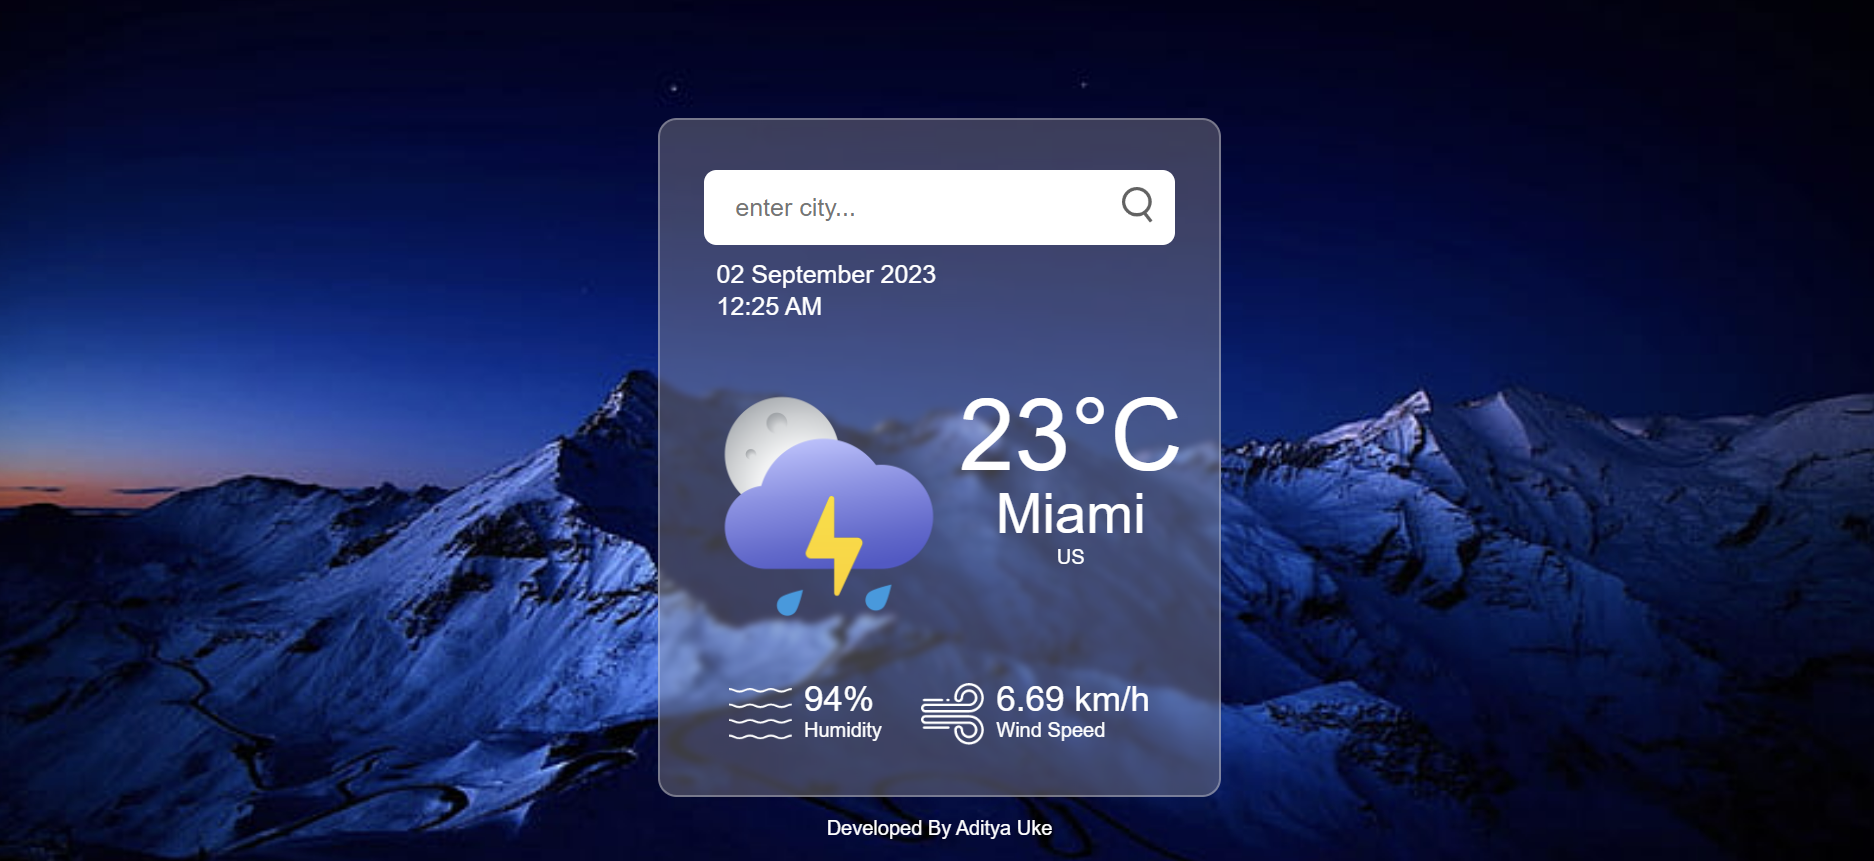 enter city...
02 September 2023
12:25 AM
23°C
Miami
US
94%
Humidity
6.69 km/h
Wind Speed
Developed By Aditya Uke